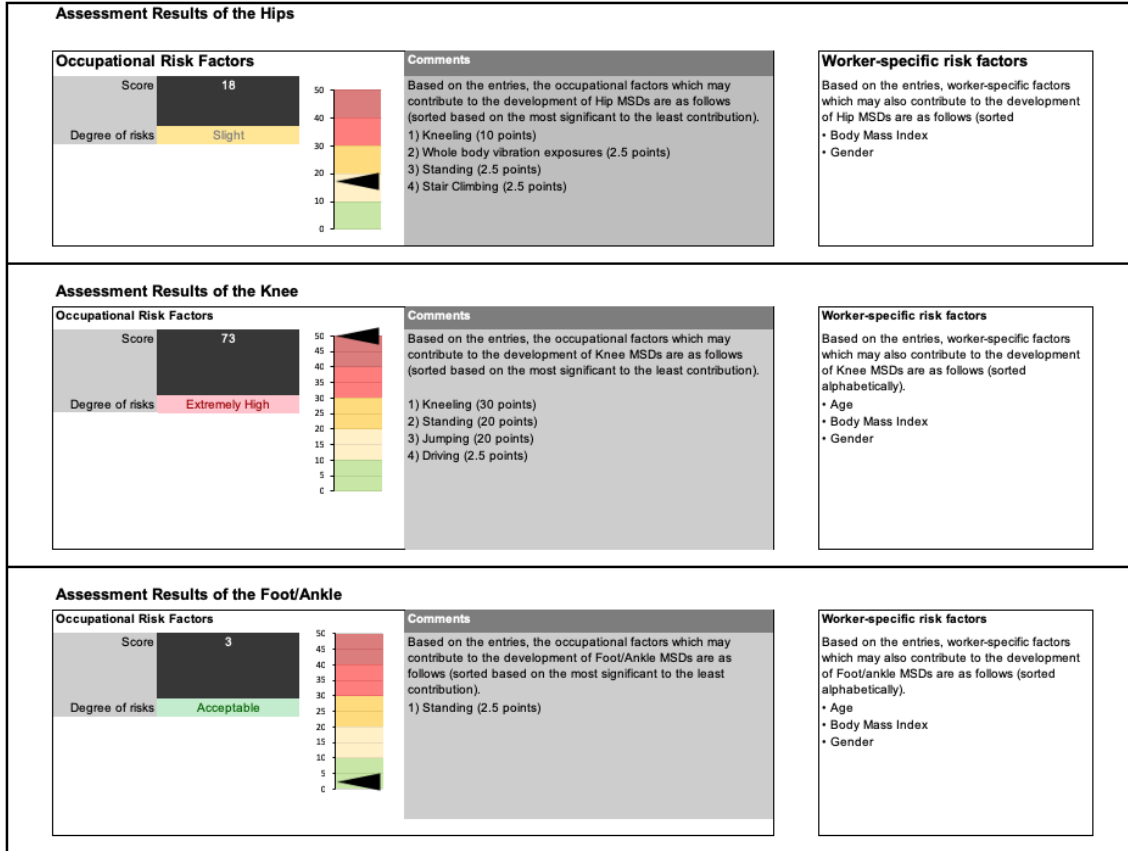 Assessment Results of the Hips
Occupational Risk Factors
Score 18
Degree of risks Slight
50
40
30
20
10
0
Comments
Based on the entries, the occupational factors which may
contribute to the development of Hip MSDs are as follows
(sorted based on the most significant to the least contribution).
1) Kneeling (10 points)
2) Whole body vibration exposures (2.5 points)
3) Standing (2.5 points)
4) Stair Climbing (2.5 points)
Worker-specific risk factors
Based on the entries, worker-specific factors
which may also contribute to the development
of Hip MSDs are as follows (sorted
• Body Mass Index
• Gender
Assessment Results of the Knee
Occupational Risk Factors
Score 73
Degree of risks Extremely High
50
45
40
35
30
25
20
15
10
5
0
Comments
Based on the entries, the occupational factors which may
contribute to the development of Knee MSDs are as follows
(sorted based on the most significant to the least contribution).
1) Kneeling (30 points)
2) Standing (20 points)
3) Jumping (20 points)
4) Driving (2.5 points)
Worker-specific risk factors
Based on the entries, worker-specific factors
which may also contribute to the development
of Knee MSDs are as follows (sorted
alphabetically).
• Age
• Body Mass Index
• Gender
Assessment Results of the Foot/Ankle
Occupational Risk Factors
Score 3
Degree of risks Acceptable
50
45
40
35
30
25
20
15
10
5
0
Comments
Based on the entries, the occupational factors which may
contribute to the development of Foot/Ankle MSDs are as
follows (sorted based on the most significant to the least
contribution).
1) Standing (2.5 points)
Worker-specific risk factors
Based on the entries, worker-specific factors
which may also contribute to the development
of Foot/ankle MSDs are as follows (sorted
alphabetically).
• Age
• Body Mass Index
• Gender